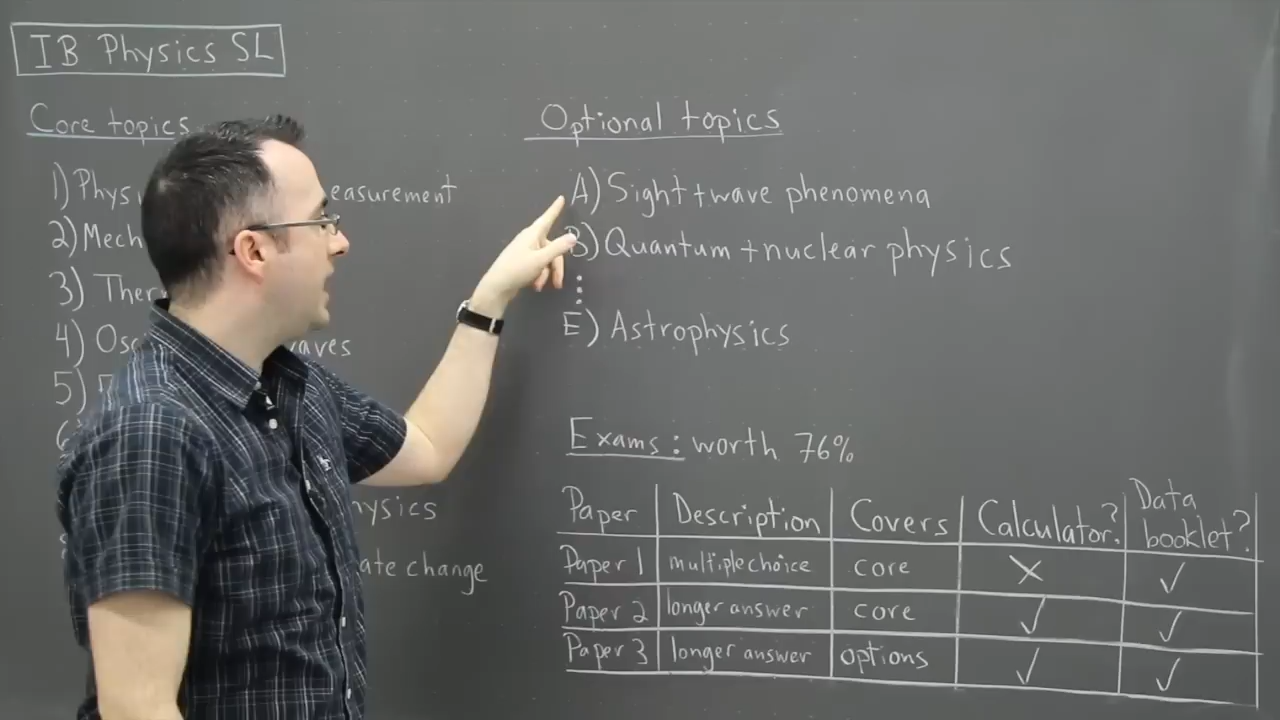 IB Physics SL
Core topics
1) Phys easurement
2) Mech
3) Ther
4) Osc waves
5)
6)
ysics
ate change
Optional topics
A) Sight + wave phenomena
B) Quantum + nuclear physics
⋮
E) Astrophysics
Exams: worth 76%
Paper Description Covers Calculator? Data booklet?
Paper 1 multiple choice core ✗ ✓
Paper 2 longer answer core ✓ ✓
Paper 3 longer answer options ✓ ✓